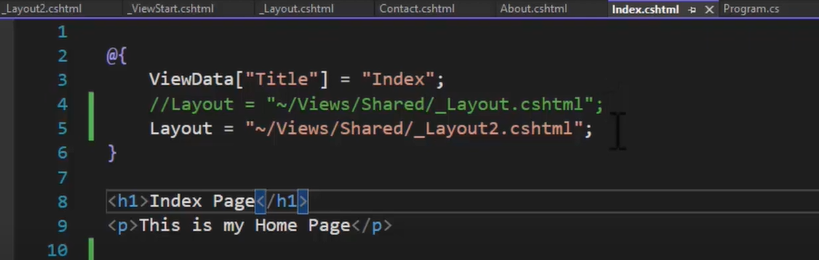 _Layout2.cshtml _ViewStart.cshtml _Layout.cshtml Contact.cshtml About.cshtml Index.cshtml Program.cs
1
2 @{
3 ViewData["Title"] = "Index";
4 //Layout = "~/Views/Shared/_Layout.cshtml";
5 Layout = "~/Views/Shared/_Layout2.cshtml";
6 }
7
8 <h1>Index Page</h1>
9 <p>This is my Home Page</p>
10